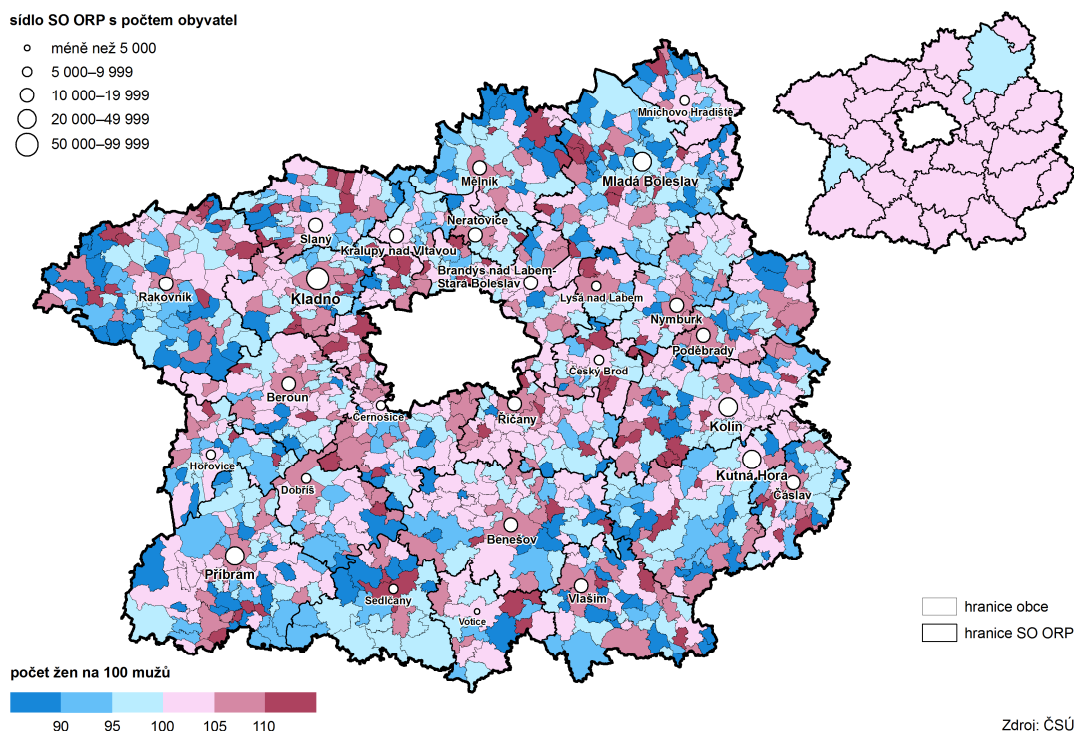 sídlo SO ORP s počtem obyvatel
méně než 5 000
5 000–9 999
10 000–19 999
20 000–49 999
50 000–99 999
Mnichovo Hradiště
Mělník
Mladá Boleslav
Neratovice
Slaný
Kralupy nad Vltavou
Brandýs nad Labem-
Stará Boleslav
Rakovník
Kladno
Lysá nad Labem
Nymburk
Poděbrady
Český Brod
Beroun
Černošice
Říčany
Kolín
Hořovice
Kutná Hora
Dobříš
Čáslav
Benešov
Příbram
Sedlčany
Vlašim
Votice
hranice obce
hranice SO ORP
počet žen na 100 mužů
90 95 100 105 110
Zdroj: ČSÚ